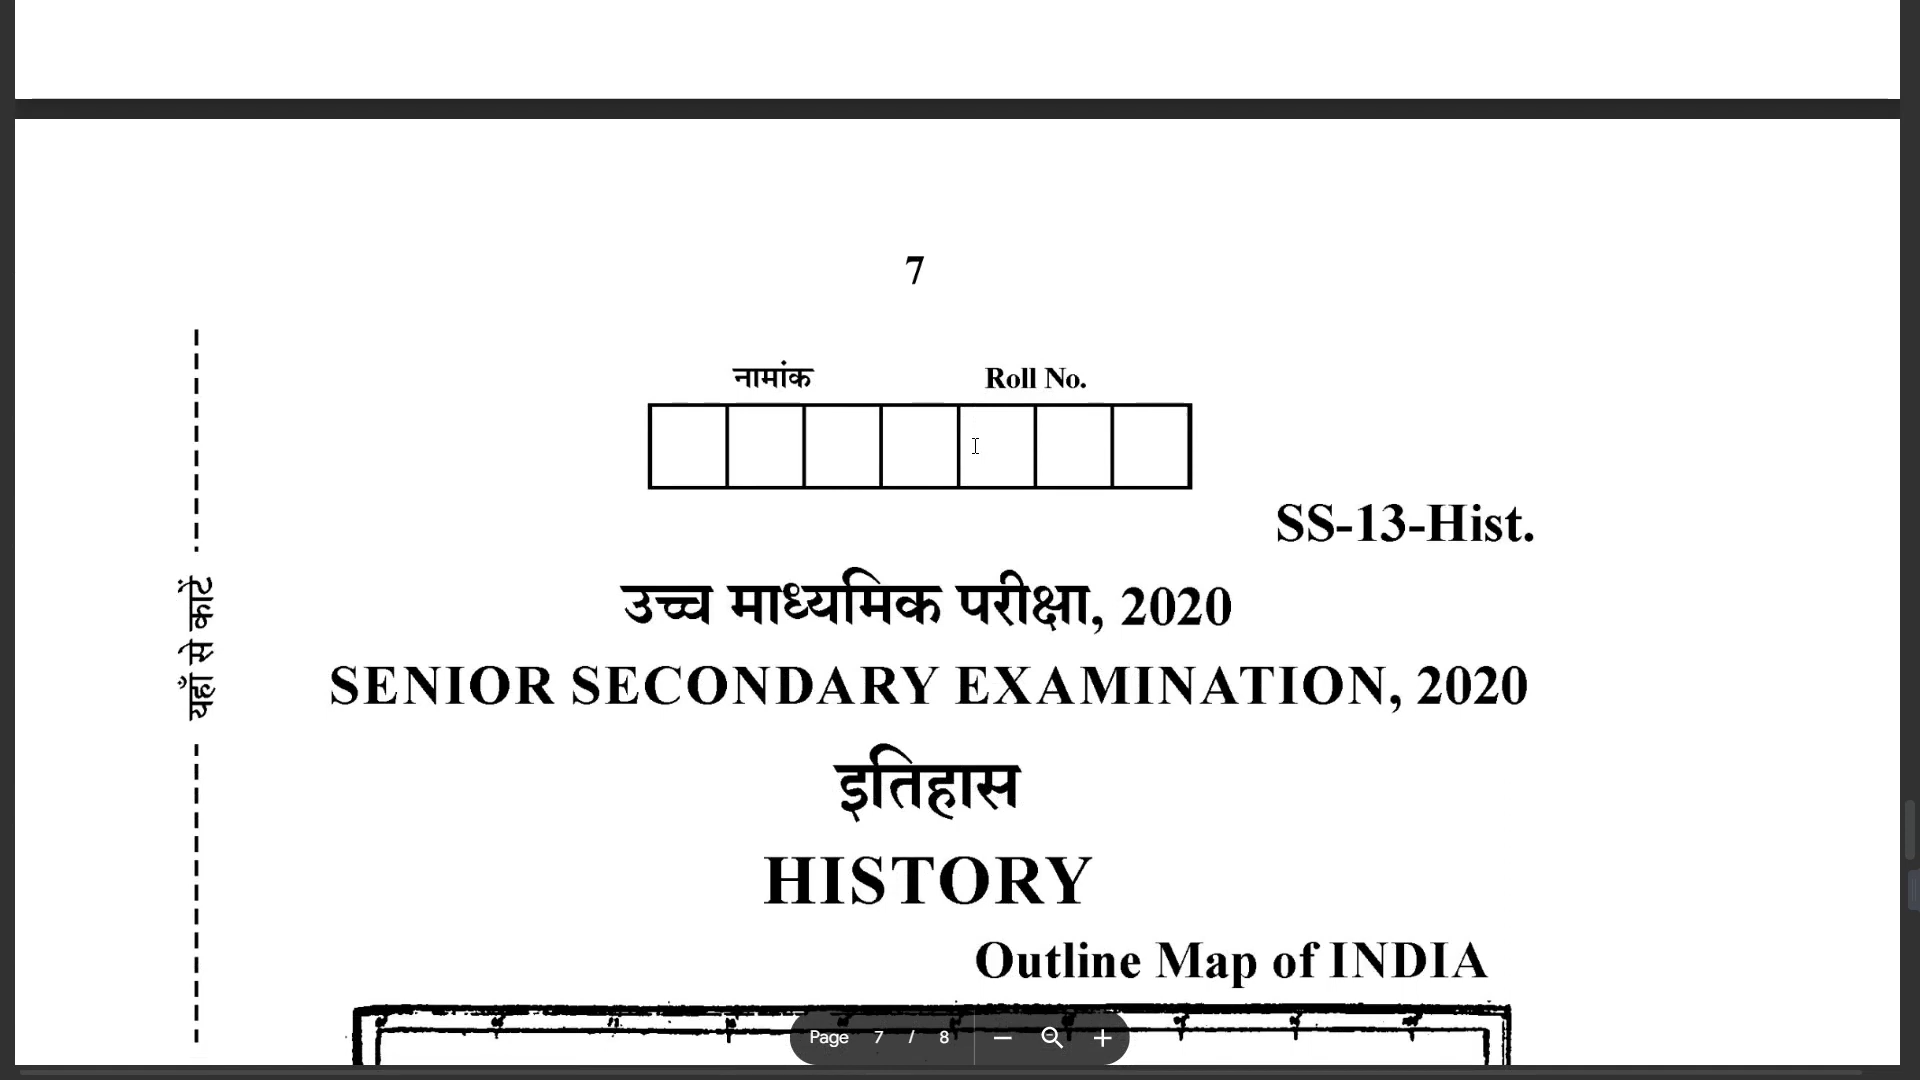 7
नामांक Roll No.
SS-13-Hist.
उच्च माध्यमिक परीक्षा, 2020
SENIOR SECONDARY EXAMINATION, 2020
इतिहास
HISTORY
Outline Map of INDIA
यहाँ से काटें
Page 7 / 8